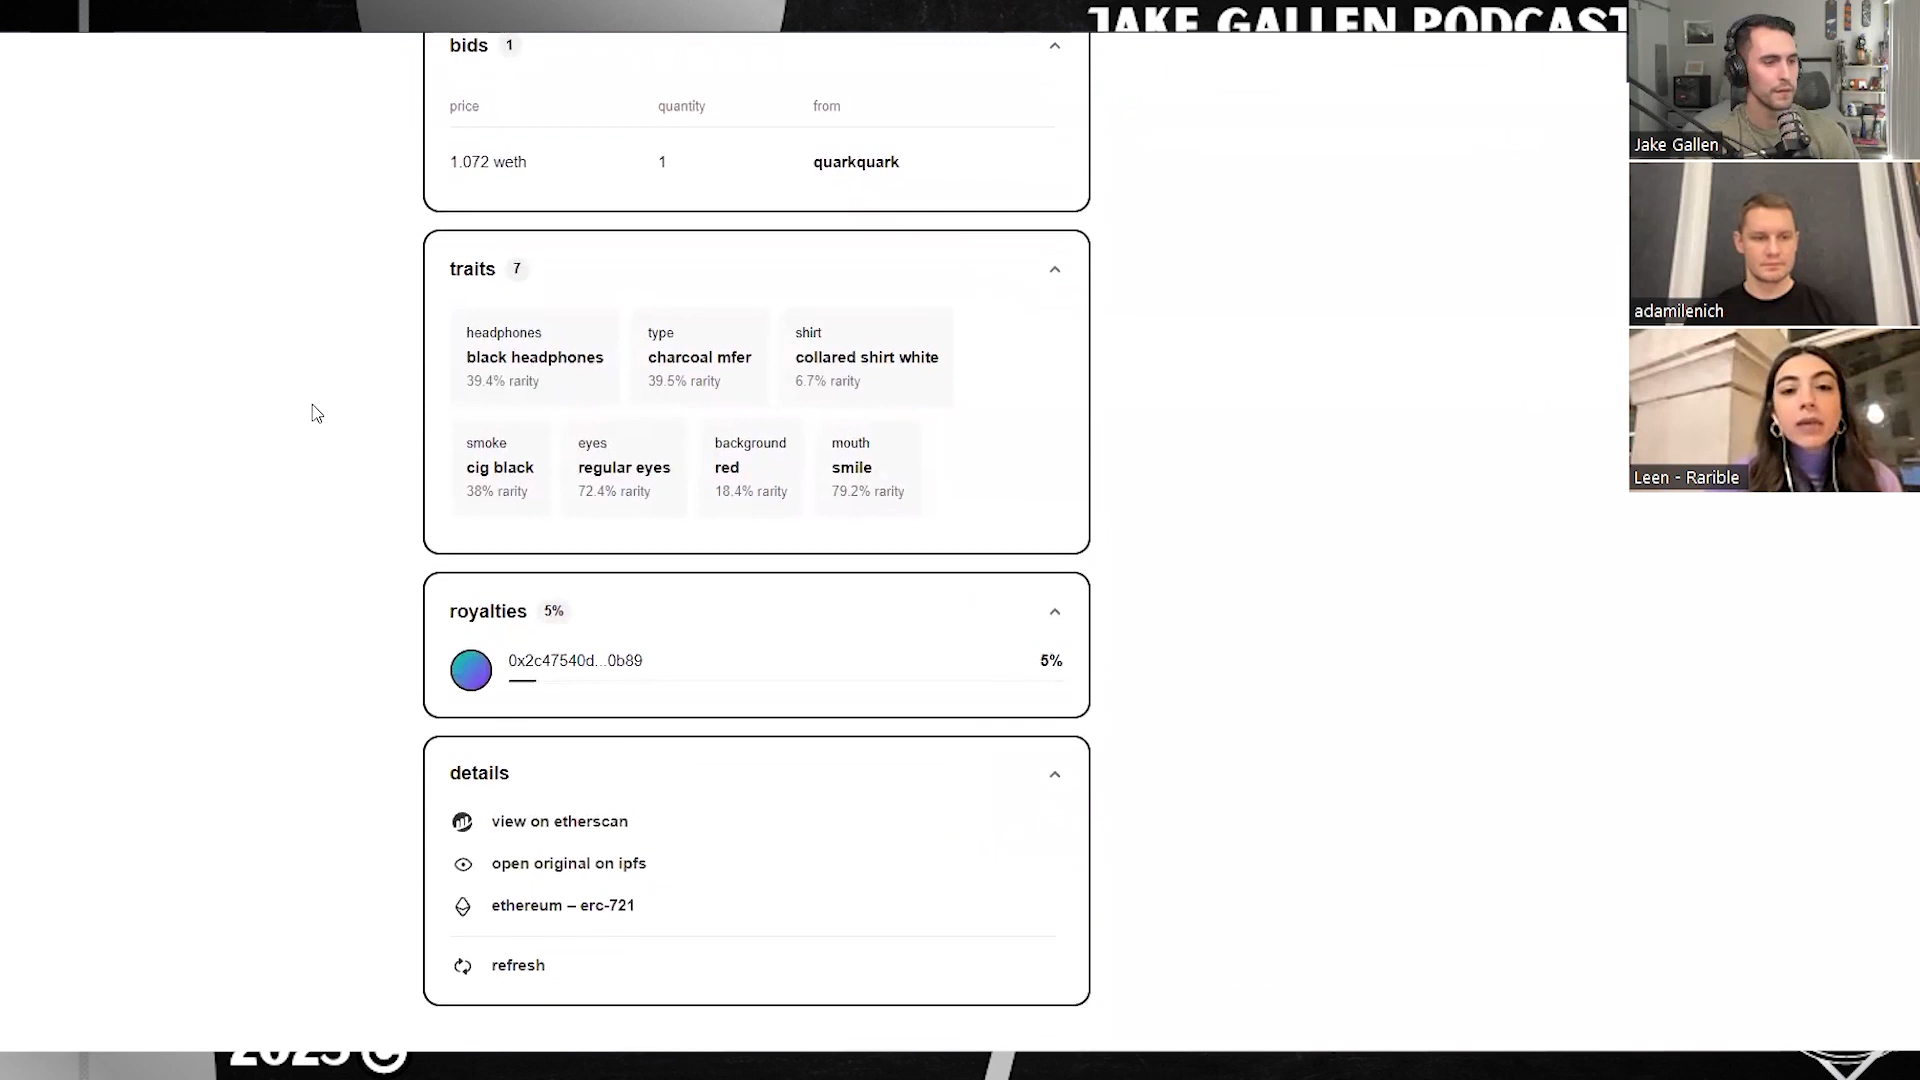 JAKE GALLEN PODCAST
bids 1
price quantity from
1.072 weth 1 quarkquark
traits 7
headphones type shirt
black headphones charcoal mfer collared shirt white
39.4% rarity 39.5% rarity 6.7% rarity
smoke eyes background mouth
cig black regular eyes red smile
38% rarity 72.4% rarity 18.4% rarity 79.2% rarity
royalties 5%
0x2c47540d...0b89 5%
details
view on etherscan
open original on ipfs
ethereum – erc-721
refresh
Jake Gallen
adamilenich
Leen - Rarible
2023 ©